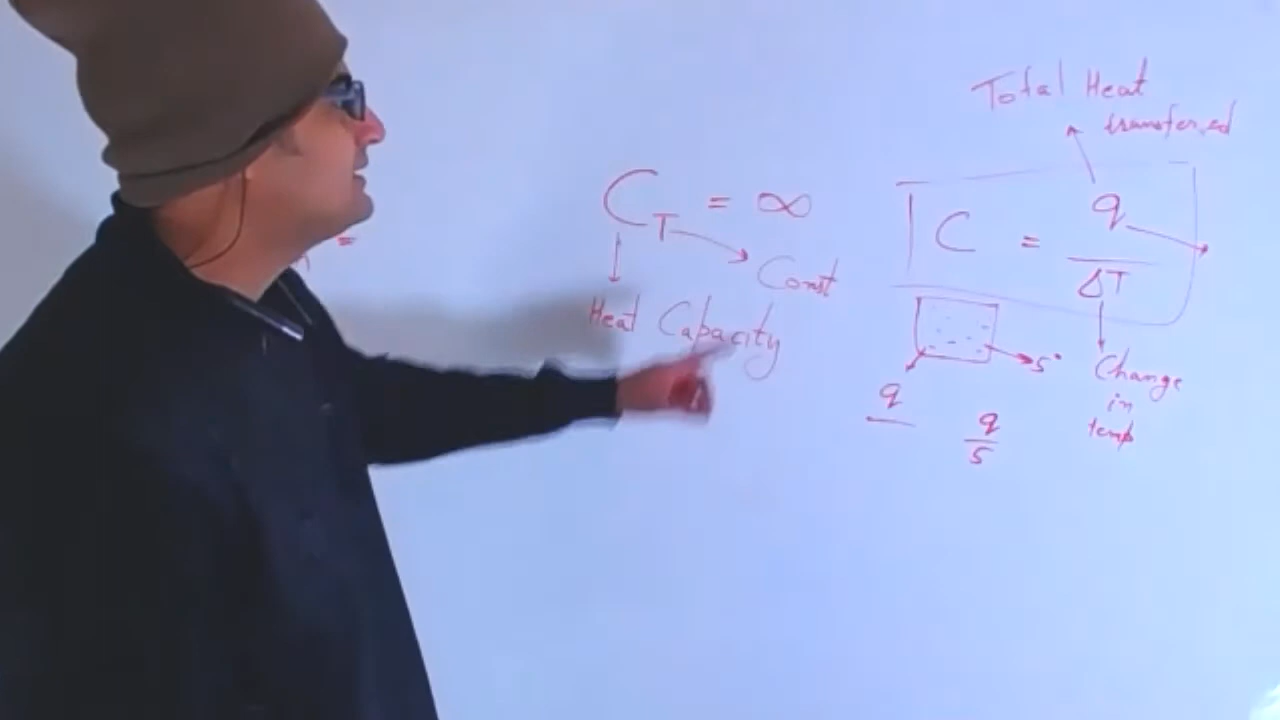 Total Heat
transferred
C_T = ∞
Const
Heat Capacity
C = q / ΔT
5°
q
q / 5
Change
in
temp
=